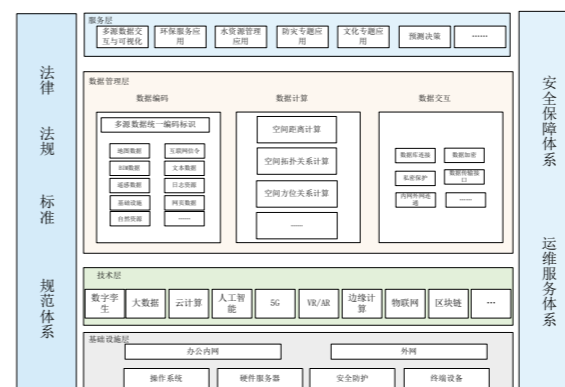 服务层
多源数据交
互与可视化
环保服务应
用
水资源管理
应用
防灾专题应
用
文化专题应
用
预测决策
……
数据管理层
数据编码
数据计算
数据交互
多源数据统一编码标识
地图数据
互联网信令
BIM数据
文本数据
遥感数据
日志资源
基础设施
网页数据
自然资源
……
空间距离计算
空间拓扑关系计算
空间方位关系计算
……
数据库连接
数据加密
私密保护
数据传输接
口
内网外网连
通
……
技术层
数字孪
生
大数据
云计算
人工智
能
5G
VR/AR
边缘计
算
物联网
区块链
…
基础设施层
办公内网
外网
操作系统
硬件服务器
安全防护
终端设备
法律
法规
标准
规范体系
安全保障体系
运维服务体系